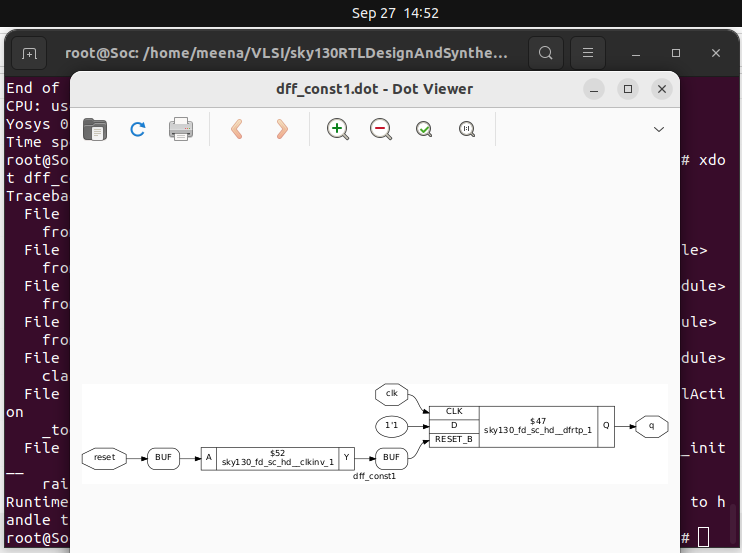 Sep 27 14:52
root@Soc: /home/meena/VLSI/sky130RTLDesignAndSynthe...
dff_const1.dot - Dot Viewer
End of
CPU: us
Yosys 0
Time sp
root@So # xdo
t dff_c
Traceba
File
fro
File le>
fro
File dule>
fro
File ule>
fro
File dule>
cla
File lActi
on
_to
File _init
__
rai
Runtime to h
andle t
root@So #
1:1
clk
1'1
CLK
D
RESET_B
$47
sky130_fd_sc_hd__dfrtp_1
Q
q
reset
BUF
A
$52
sky130_fd_sc_hd__clkinv_1
Y
BUF
dff_const1